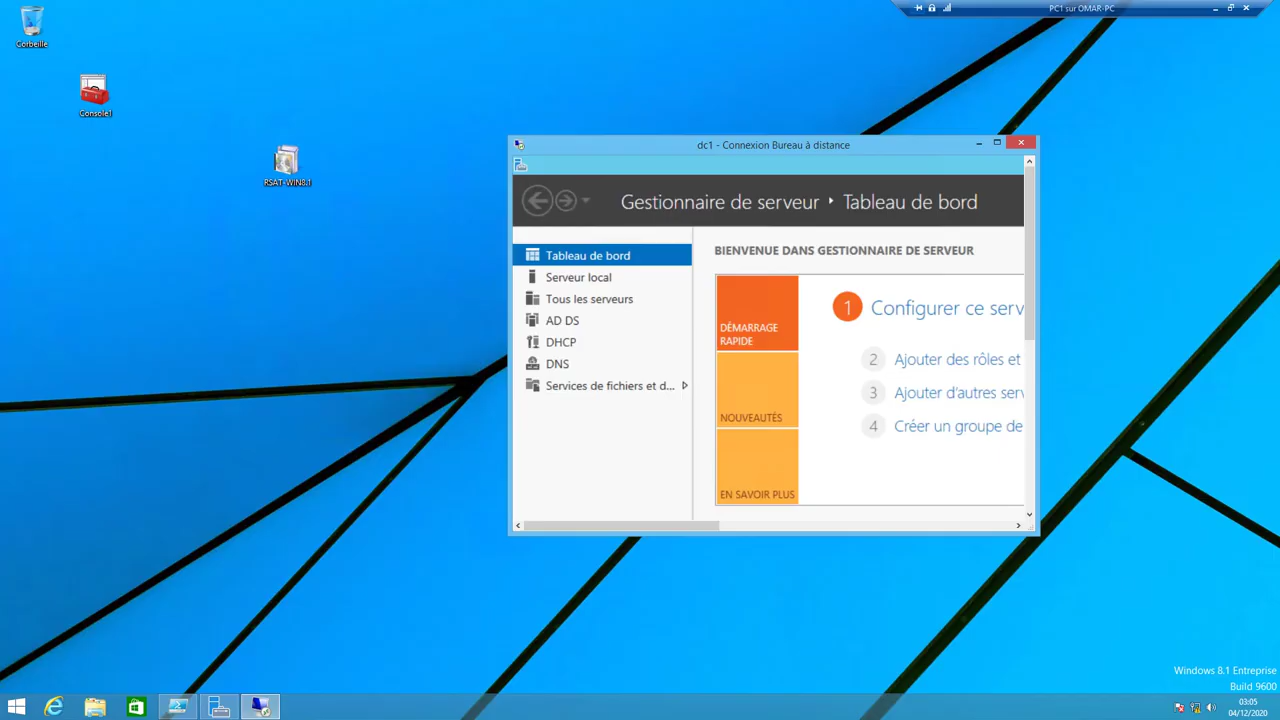 PC1 sur OMAR-PC
Corbeille
Console1
RSAT-WIN8.1
dc1 - Connexion Bureau à distance
Gestionnaire de serveur ‣ Tableau de bord
Tableau de bord
Serveur local
Tous les serveurs
AD DS
DHCP
DNS
Services de fichiers et d...
BIENVENUE DANS GESTIONNAIRE DE SERVEUR
DÉMARRAGE
RAPIDE
NOUVEAUTÉS
EN SAVOIR PLUS
1 Configurer ce serv
2 Ajouter des rôles et
3 Ajouter d'autres serv
4 Créer un groupe de
Windows 8.1 Entreprise
Build 9600
03:05
04/12/2020